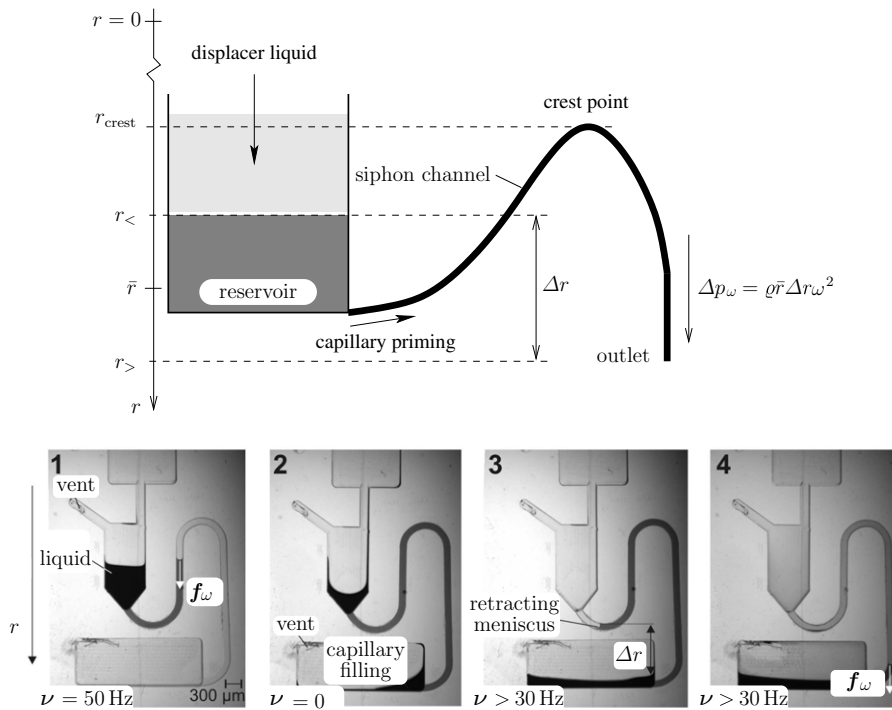 r = 0
displacer liquid
crest point
r_crest
siphon channel
r_<
r̄
reservoir
Δr
Δp_ω = ϱr̄Δrω²
capillary priming
outlet
r_>
r
1
2
3
4
vent
liquid
f_ω
r
retracting
meniscus
vent
capillary
filling
Δr
f_ω
ν = 50 Hz
300 µm
ν = 0
ν > 30 Hz
ν > 30 Hz